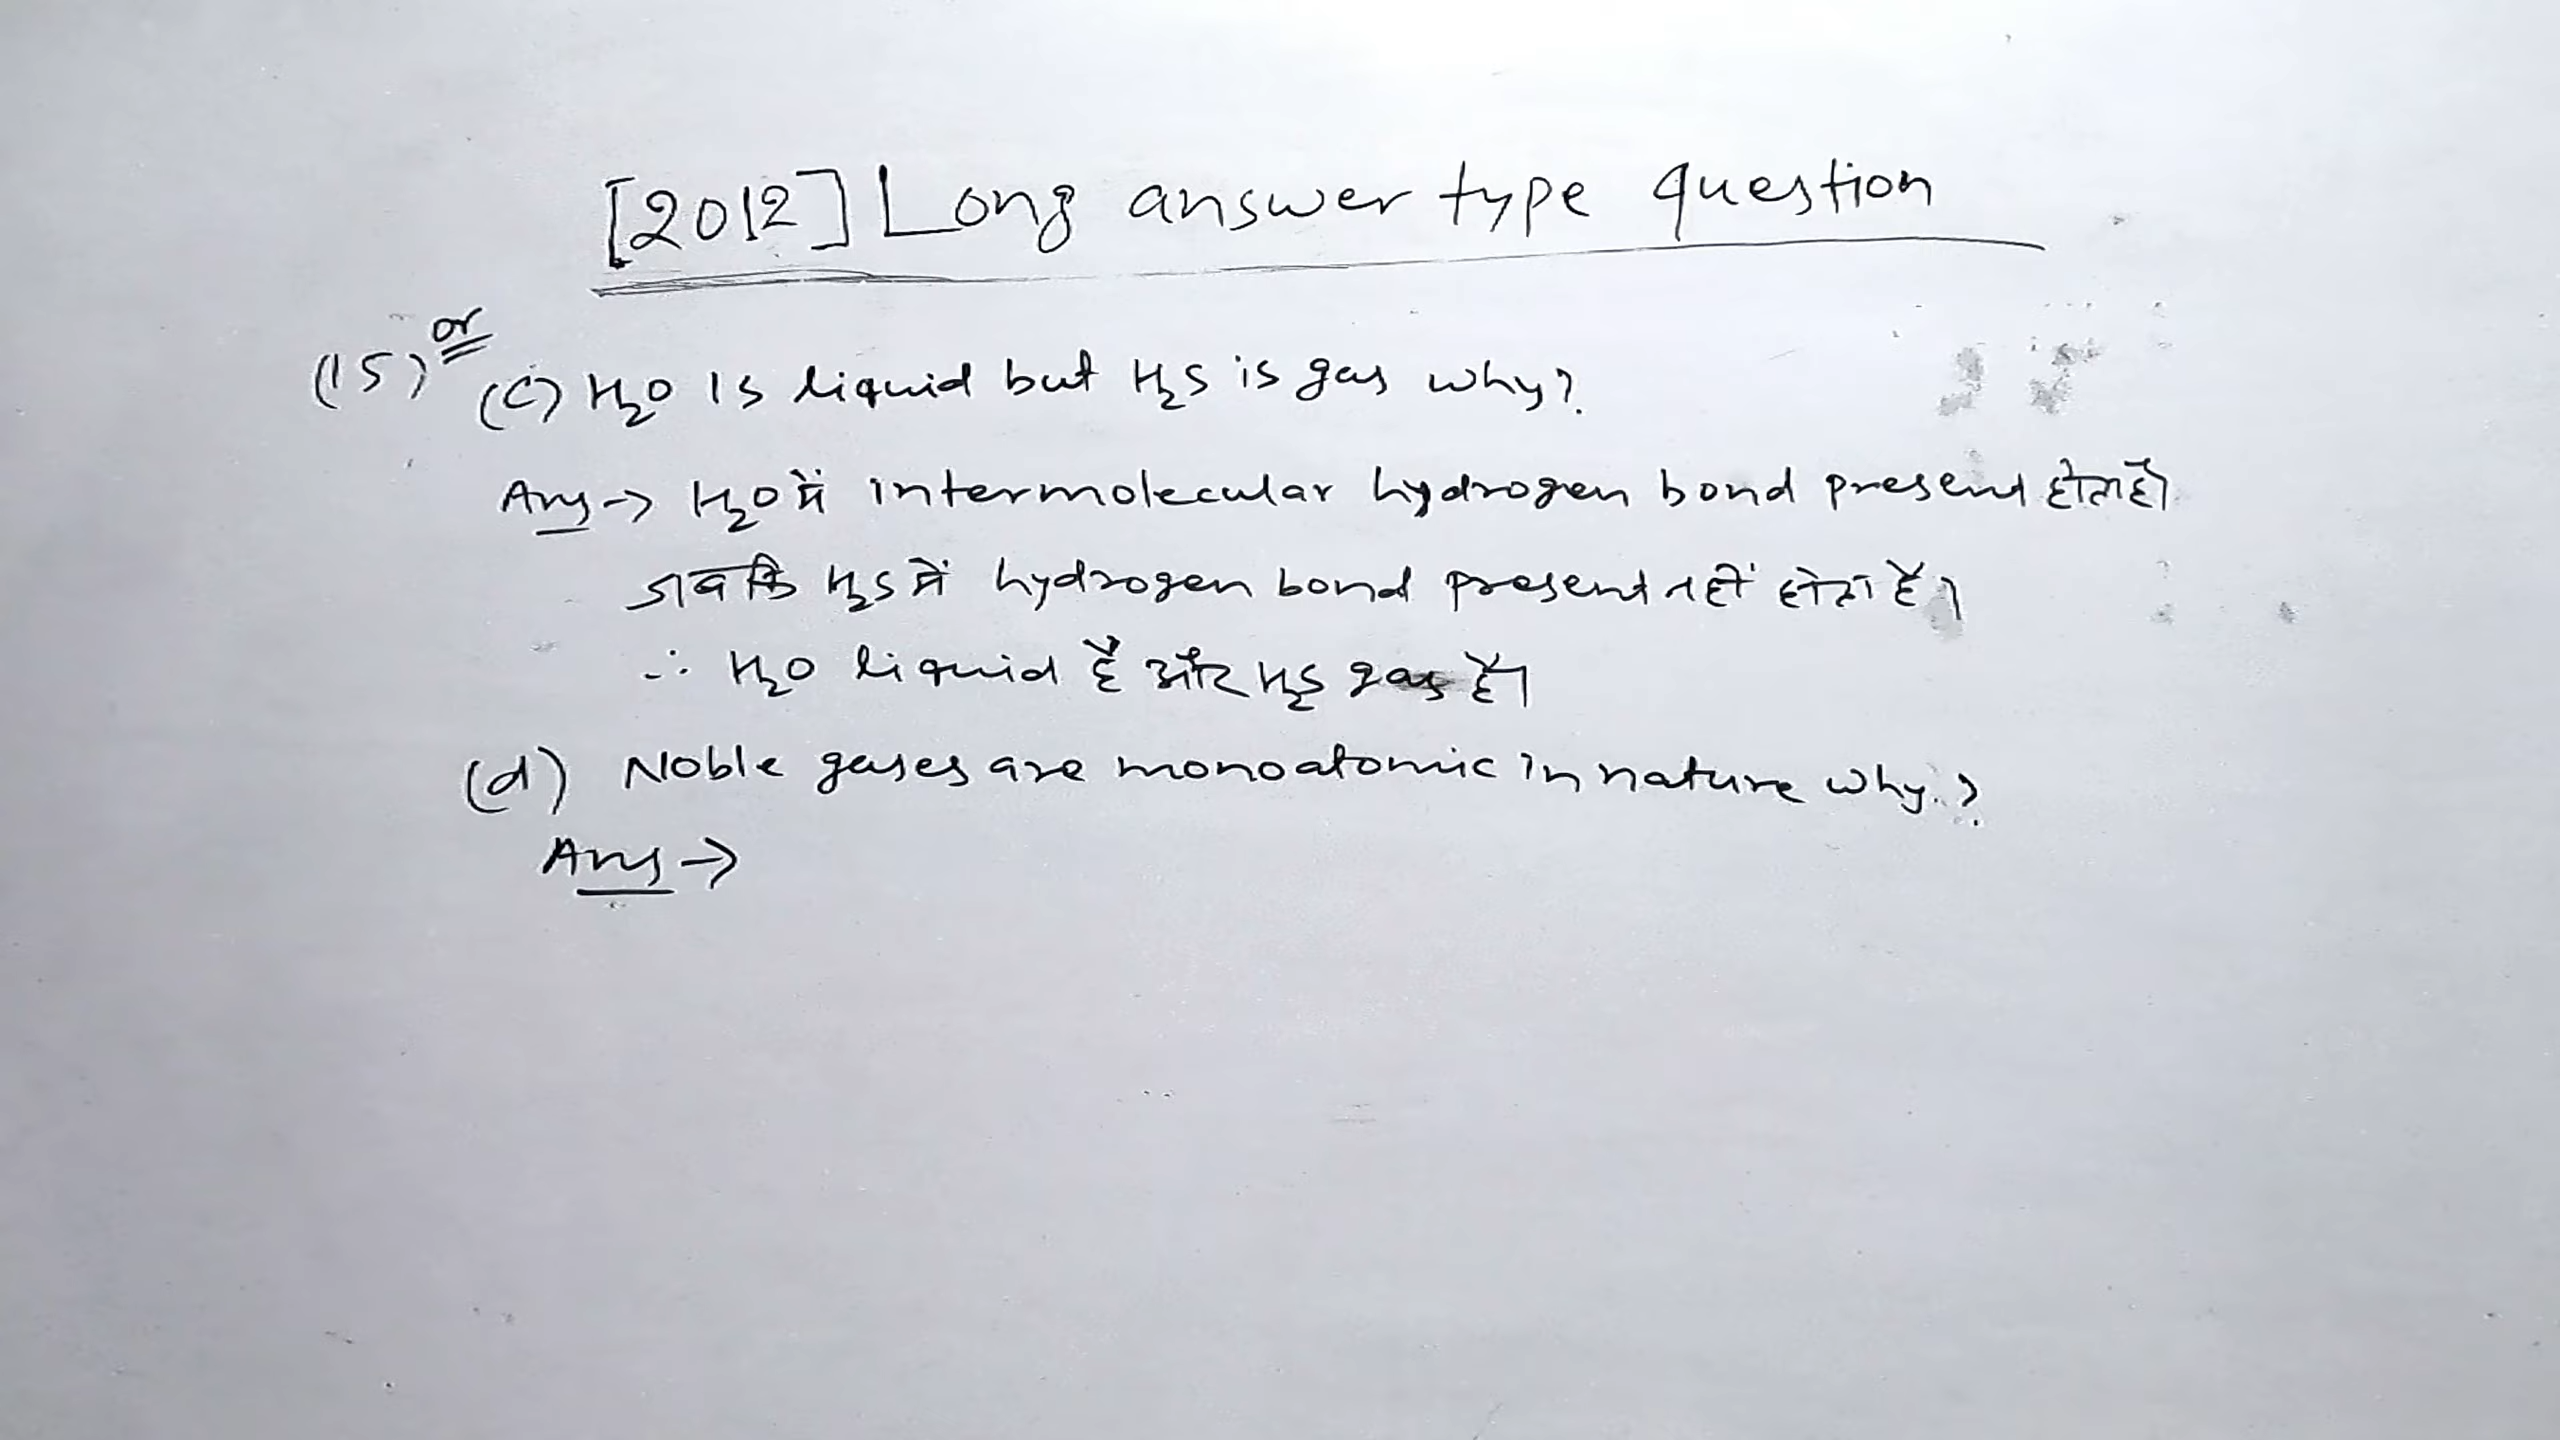 [2012] Long answer type question
(15) or
(C) H₂O Is liquid but H₂S is gas why?
Ans → H₂O में intermolecular hydrogen bond present होता है।
जबकि H₂S में hydrogen bond present नहीं होता है।
∴ H₂O liquid है और H₂S gas है।
(d) Noble gases are monoatomic in nature why?
Ans →